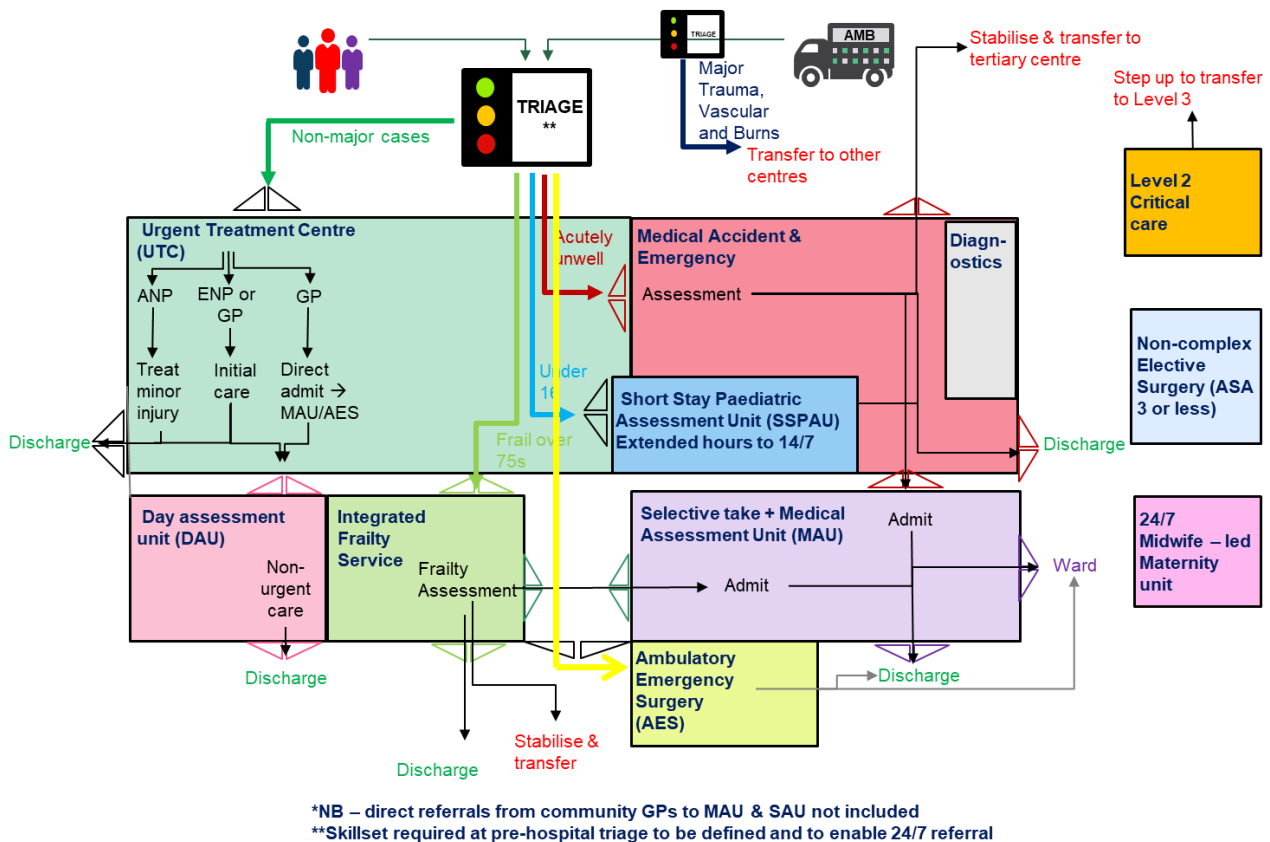 TRIAGE
AMB
Stabilise & transfer to
tertiary centre
Step up to transfer
to Level 3
Major
Trauma,
Vascular
and Burns
TRIAGE
**
Non-major cases
Transfer to other
centres
Level 2
Critical
care
Urgent Treatment Centre
(UTC)
Acutely
unwell
Medical Accident &
Emergency
Diagn-
ostics
ANP
ENP or
GP
GP
Assessment
Treat
minor
injury
Initial
care
Direct
admit →
MAU/AES
Under
16
Short Stay Paediatric
Assessment Unit (SSPAU)
Extended hours to 14/7
Non-complex
Elective
Surgery (ASA
3 or less)
Discharge
Frail over
75s
Discharge
Day assessment
unit (DAU)
Non-
urgent
care
Integrated
Frailty
Service
Frailty
Assessment
Selective take + Medical
Assessment Unit (MAU)
Admit
Admit
Ward
24/7
Midwife – led
Maternity
unit
Discharge
Ambulatory
Emergency
Surgery
(AES)
Discharge
Stabilise &
transfer
Discharge
*NB – direct referrals from community GPs to MAU & SAU not included
**Skillset required at pre-hospital triage to be defined and to enable 24/7 referral